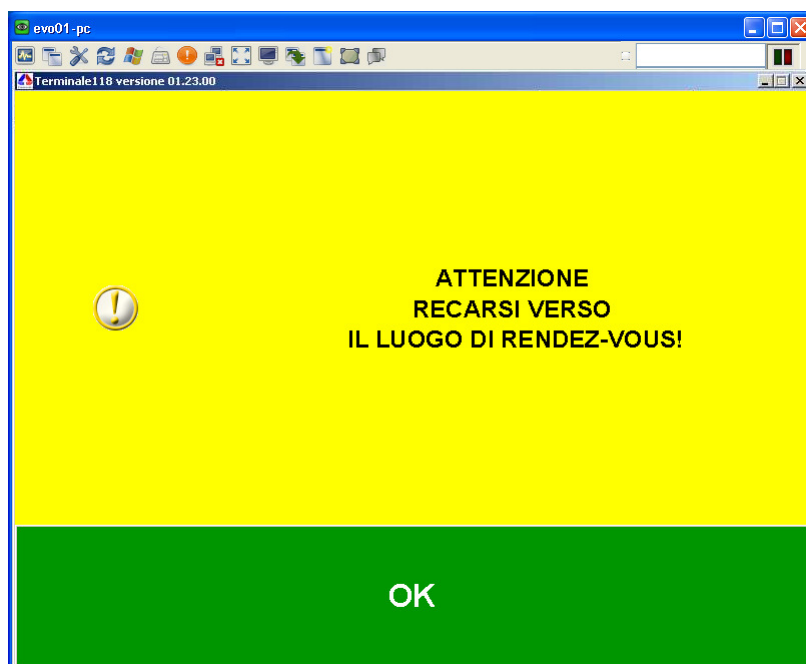 evo01-pc
Terminale118 versione 01.23.00
ATTENZIONE
RECARSI VERSO
IL LUOGO DI RENDEZ-VOUS!
OK